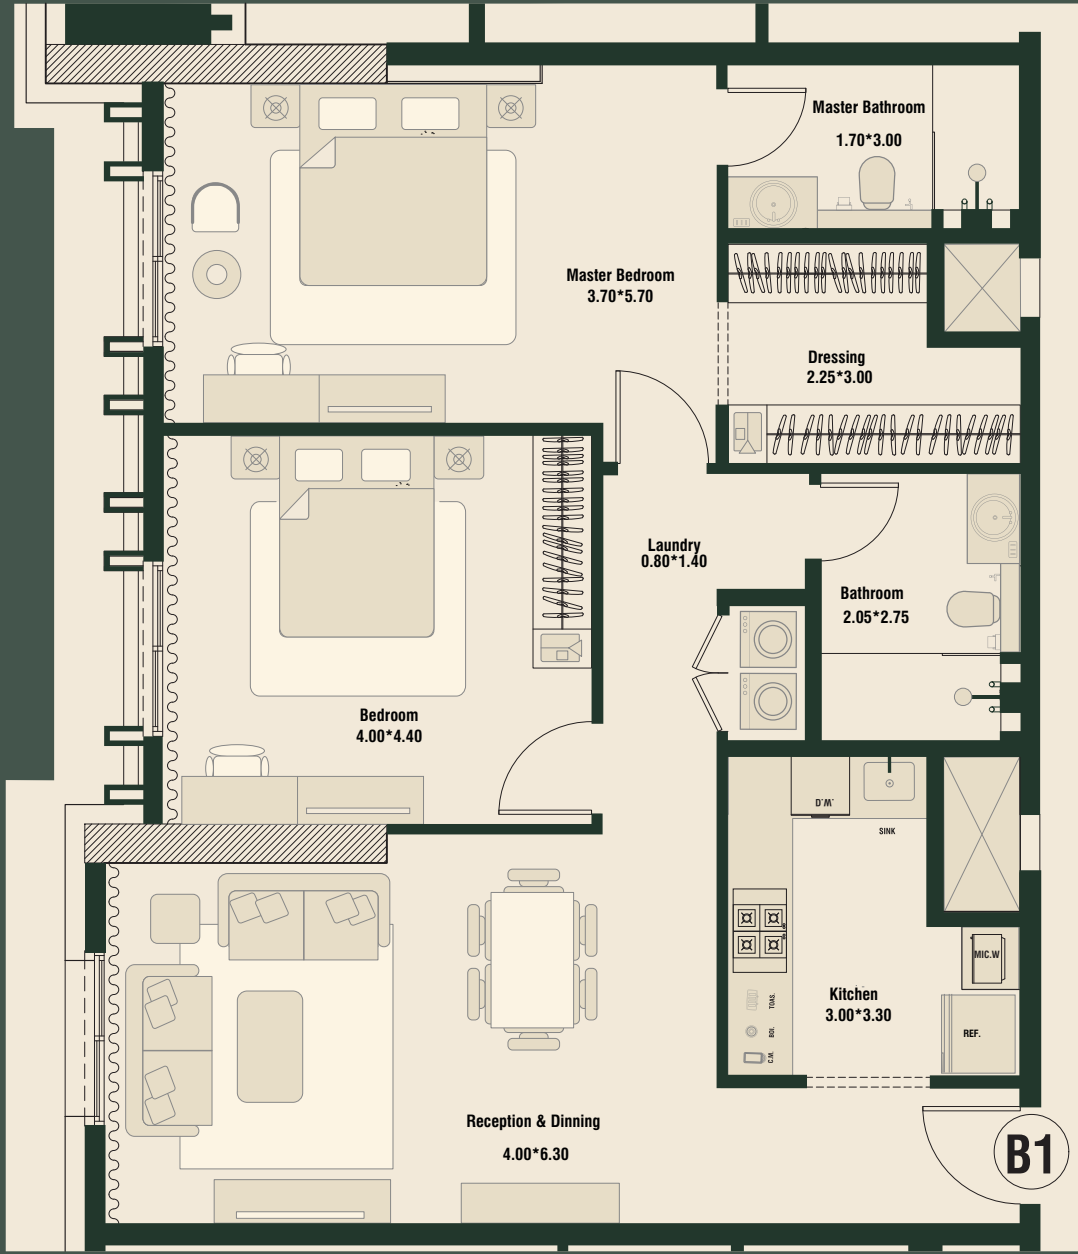 Master Bathroom
1.70*3.00
Master Bedroom
3.70*5.70
Dressing
2.25*3.00
Laundry
0.80*1.40
Bathroom
2.05*2.75
Bedroom
4.00*4.40
D.W.
SINK
MIC.W
Kitchen
3.00*3.30
TOAS.
BOI.
C.M.
REF.
Reception & Dinning
4.00*6.30
B1